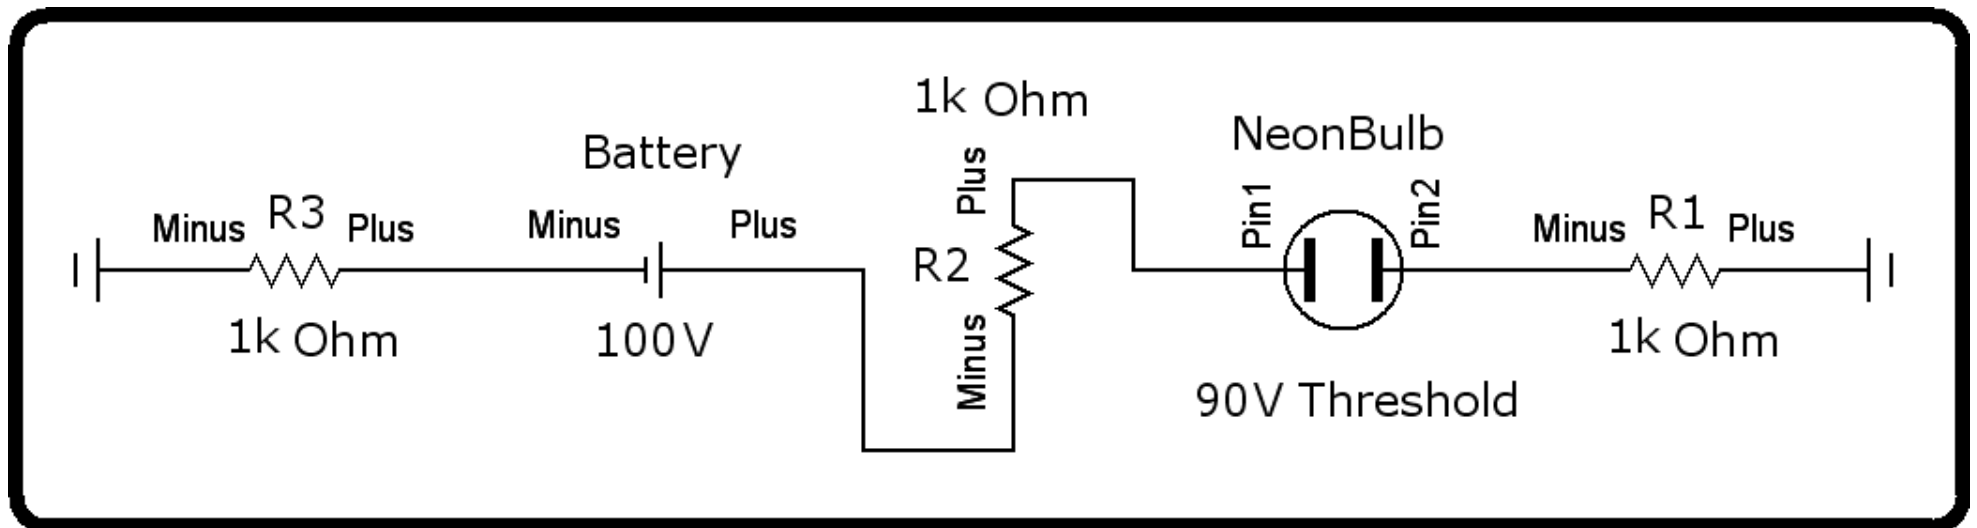 1k Ohm
NeonBulb
Battery
Plus
Pin1
Pin2
Minus R3 Plus
Minus
Plus
Minus R1 Plus
R2
1k Ohm
100V
Minus
1k Ohm
90V Threshold